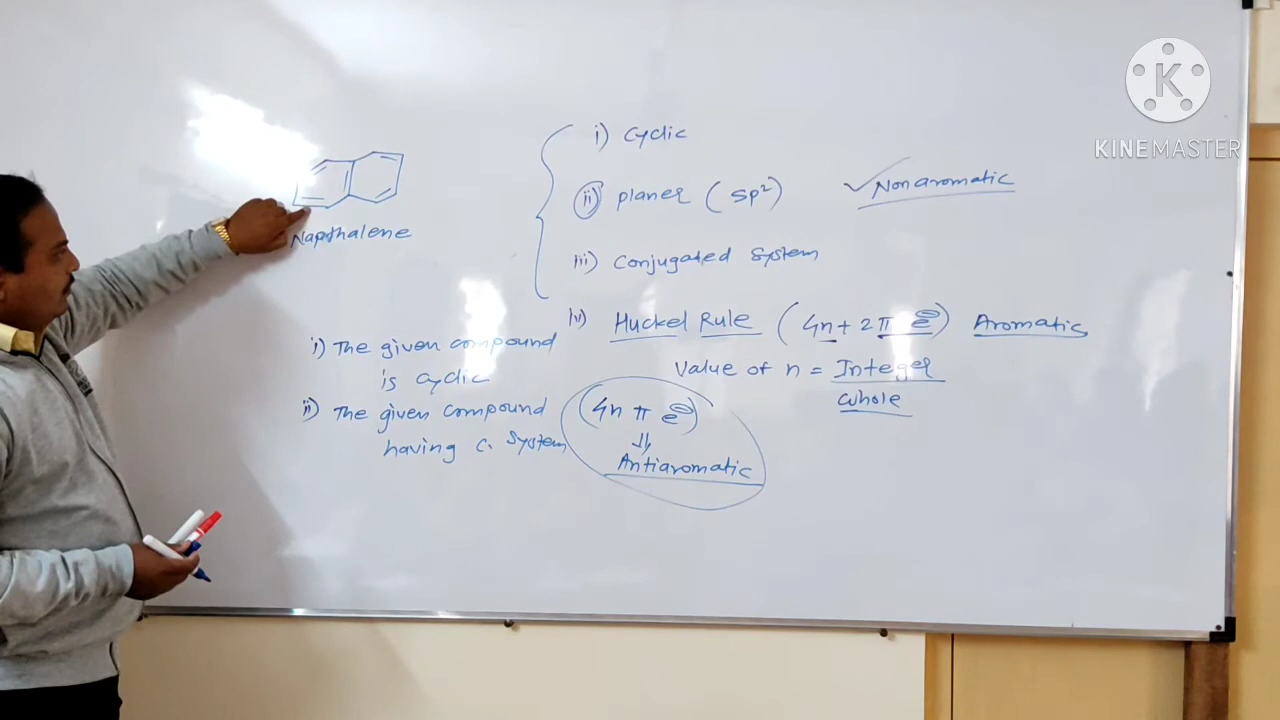 K
KINEMASTER
Napthalene
i) Cyclic
ii) Planer (sp²)
✓ Nonaromatic
iii) Conjugated System
iv) Huckel Rule (4n + 2 π e⊖) Aromatic
Value of n = Integer
Whole
(4n π e⊖)
⇓
Antiaromatic
i) The given compound
is Cyclic
ii) The given compound
having C. System